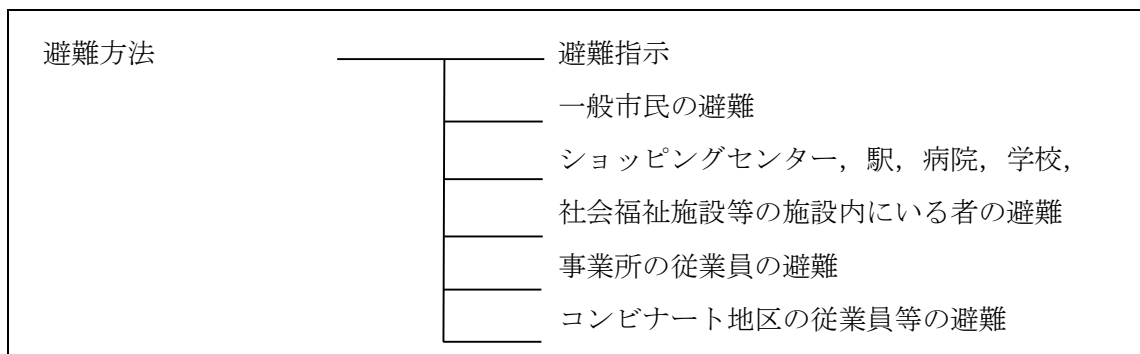 避難方法
避難指示
一般市民の避難
ショッピングセンター，駅，病院，学校，
社会福祉施設等の施設内にいる者の避難
事業所の従業員の避難
コンビナート地区の従業員等の避難